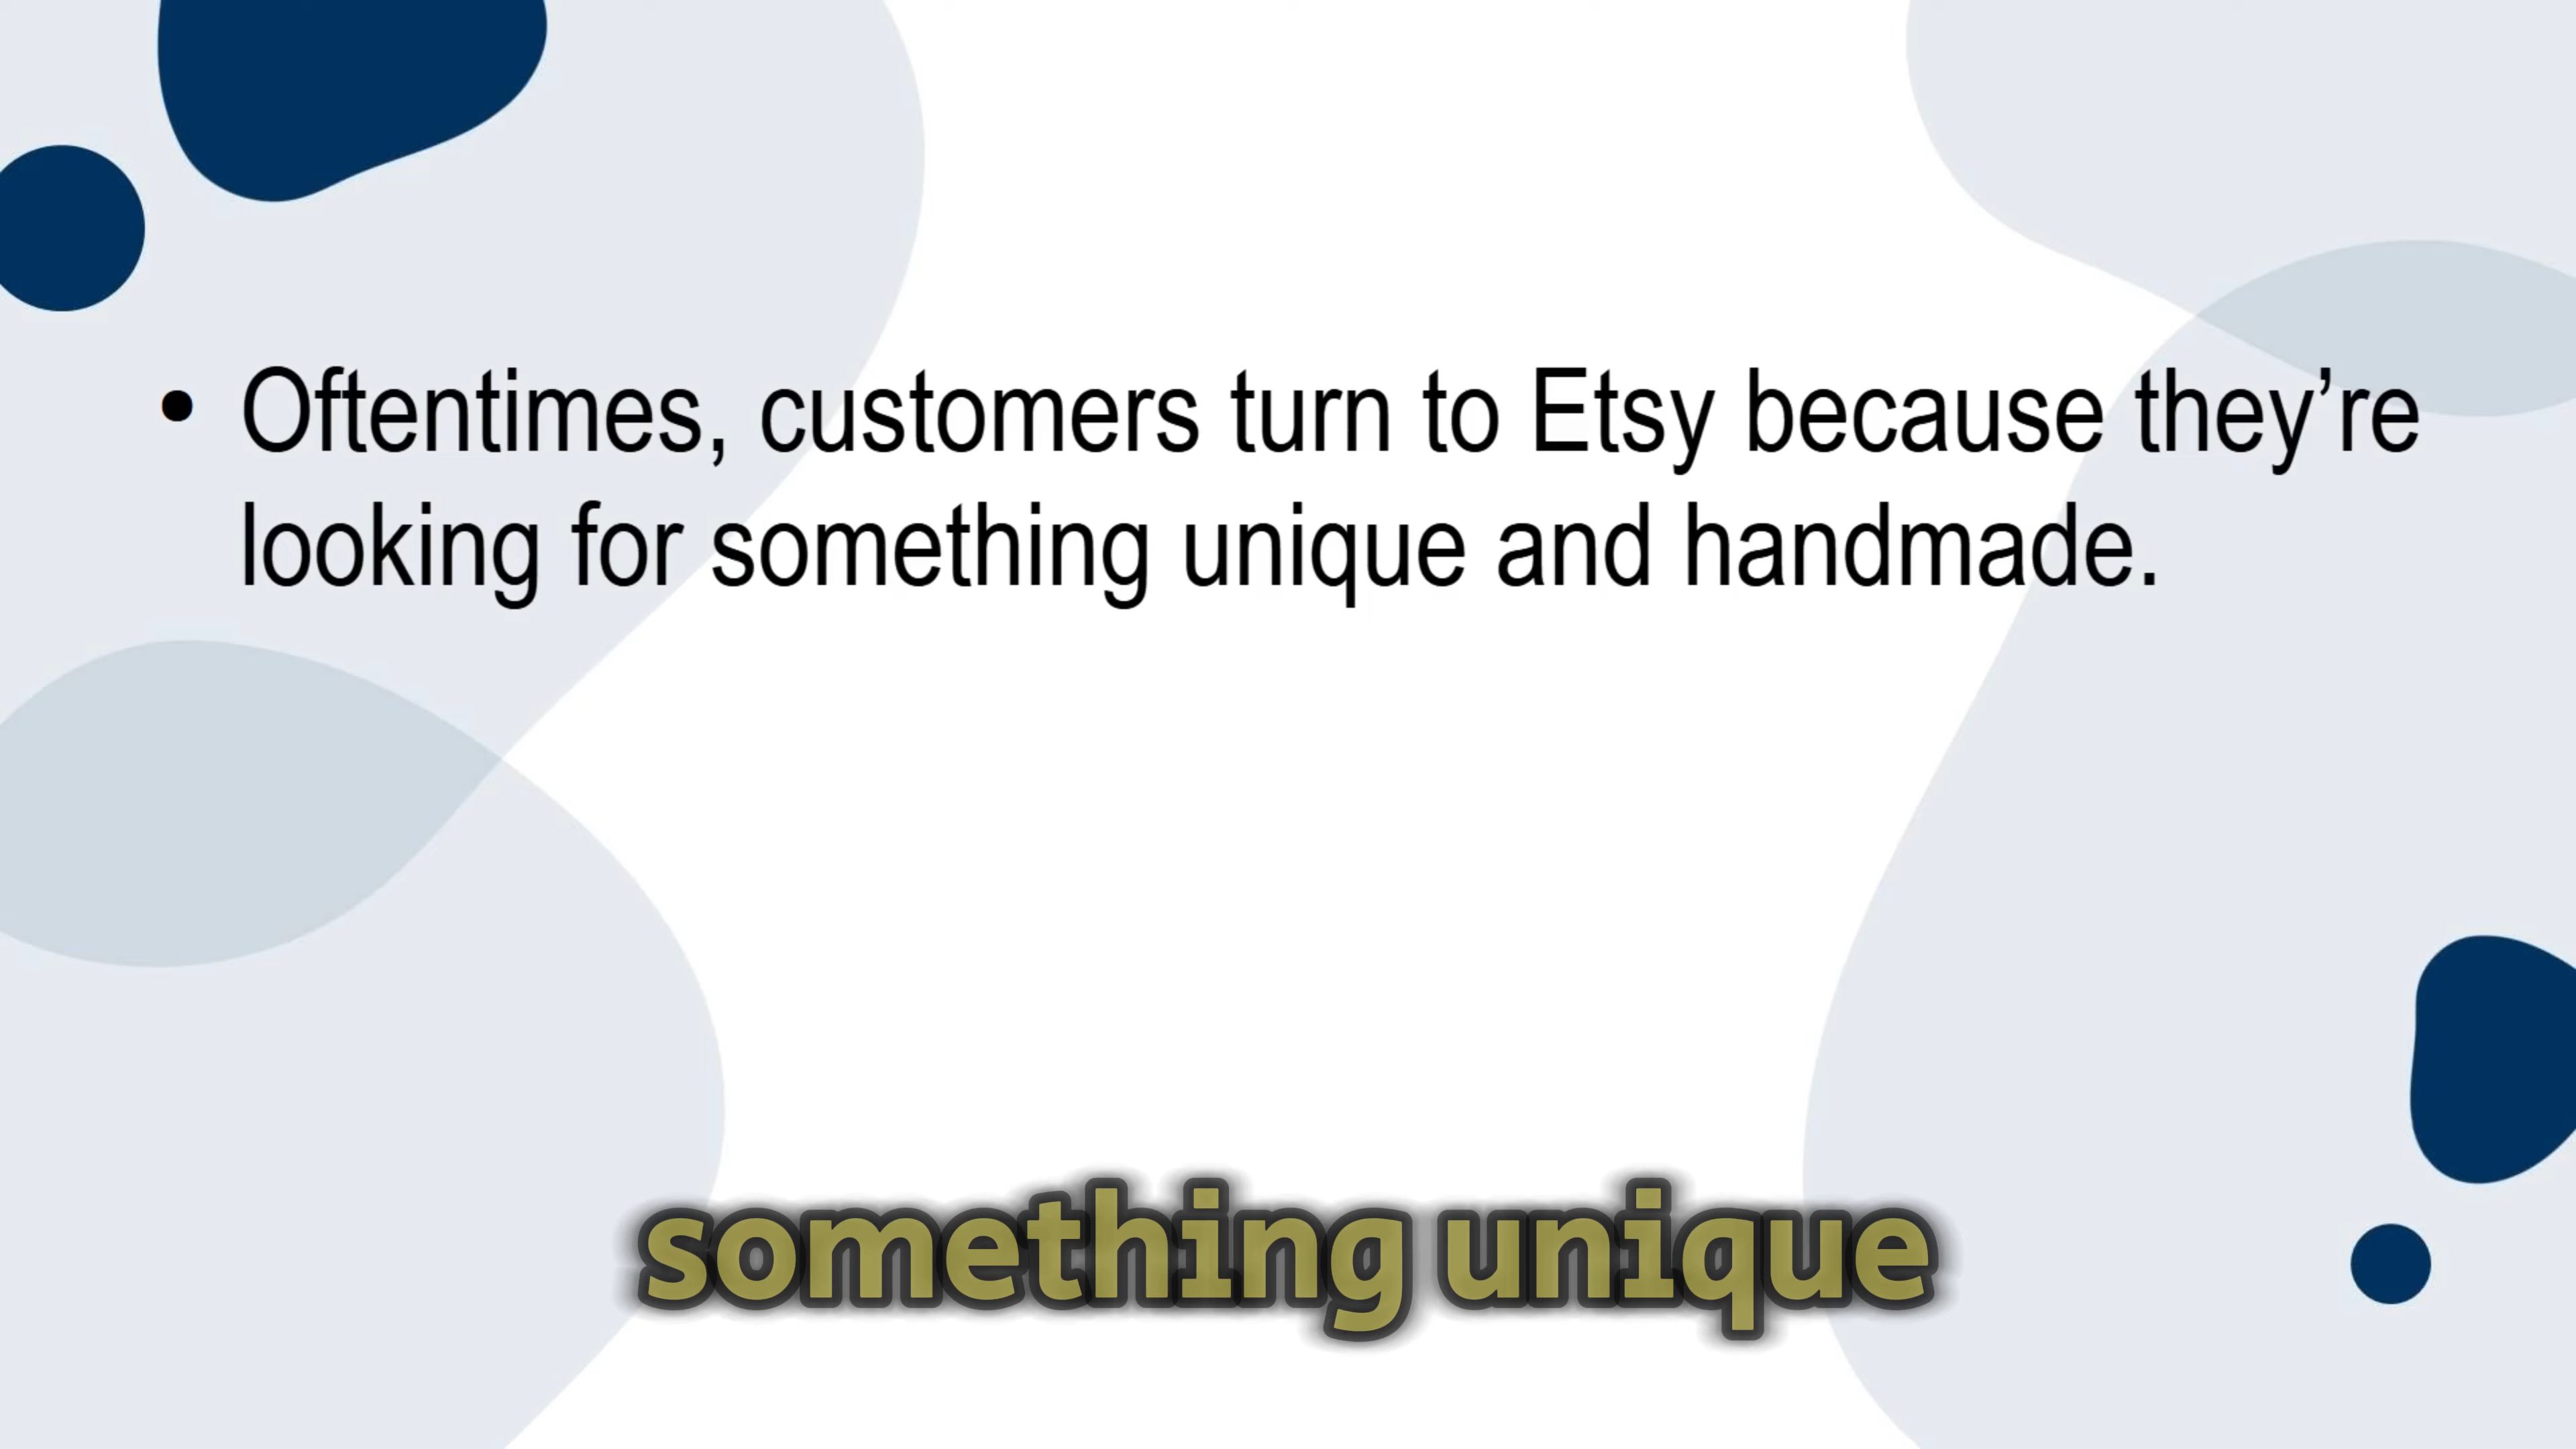 • Oftentimes, customers turn to Etsy because they’re
looking for something unique and handmade.
something unique